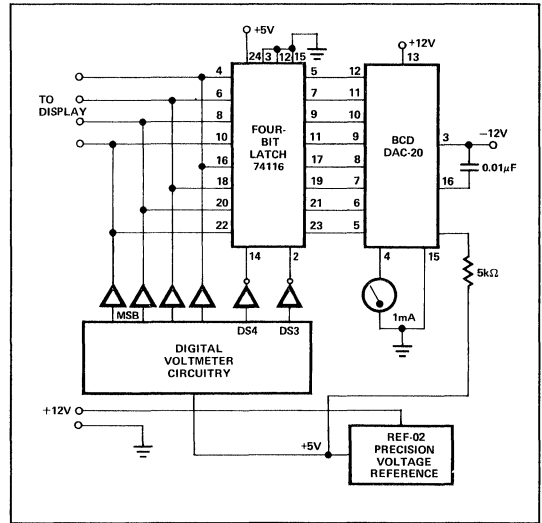 +5V
24 3 12 15
+12V
13
4 5 12
6 7 11
TO
DISPLAY
8 9 10
10 11 9
16 17 8
18 19 7
20 21 6
22 23 5
FOUR-
BIT
LATCH
74116
BCD
DAC-20
3 −12V
0.01μF
16
14 2
4 15
5kΩ
1mA
MSB DS4 DS3
DIGITAL
VOLTMETER
CIRCUITRY
+12V
+5V
REF-02
PRECISION
VOLTAGE
REFERENCE